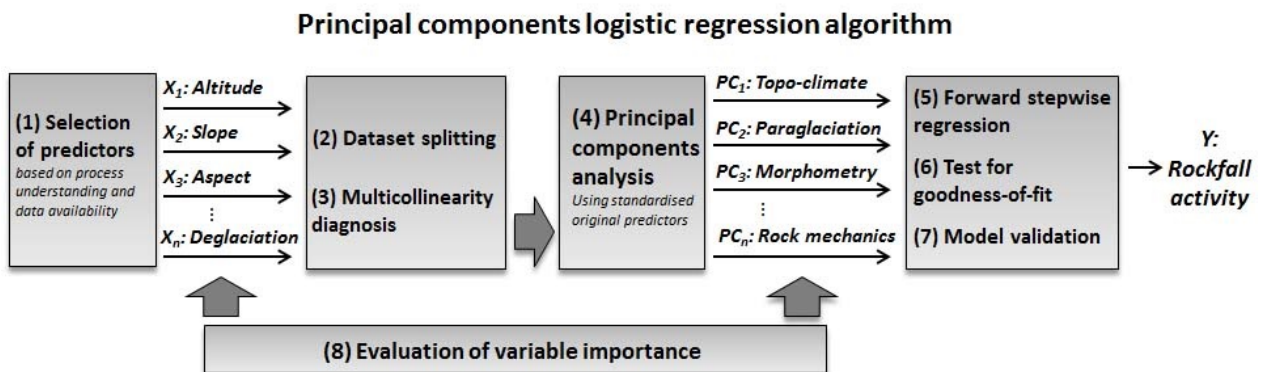 Principal components logistic regression algorithm
(1) Selection
of predictors
based on process
understanding and
data availability
X1: Altitude
X2: Slope
X3: Aspect
⋮
Xn: Deglaciation
(2) Dataset splitting
(3) Multicollinearity
diagnosis
(4) Principal
components
analysis
Using standardised
original predictors
PC1: Topo-climate
PC2: Paraglaciation
PC3: Morphometry
⋮
PCn: Rock mechanics
(5) Forward stepwise
regression
(6) Test for
goodness-of-fit
(7) Model validation
Y:
Rockfall
activity
(8) Evaluation of variable importance